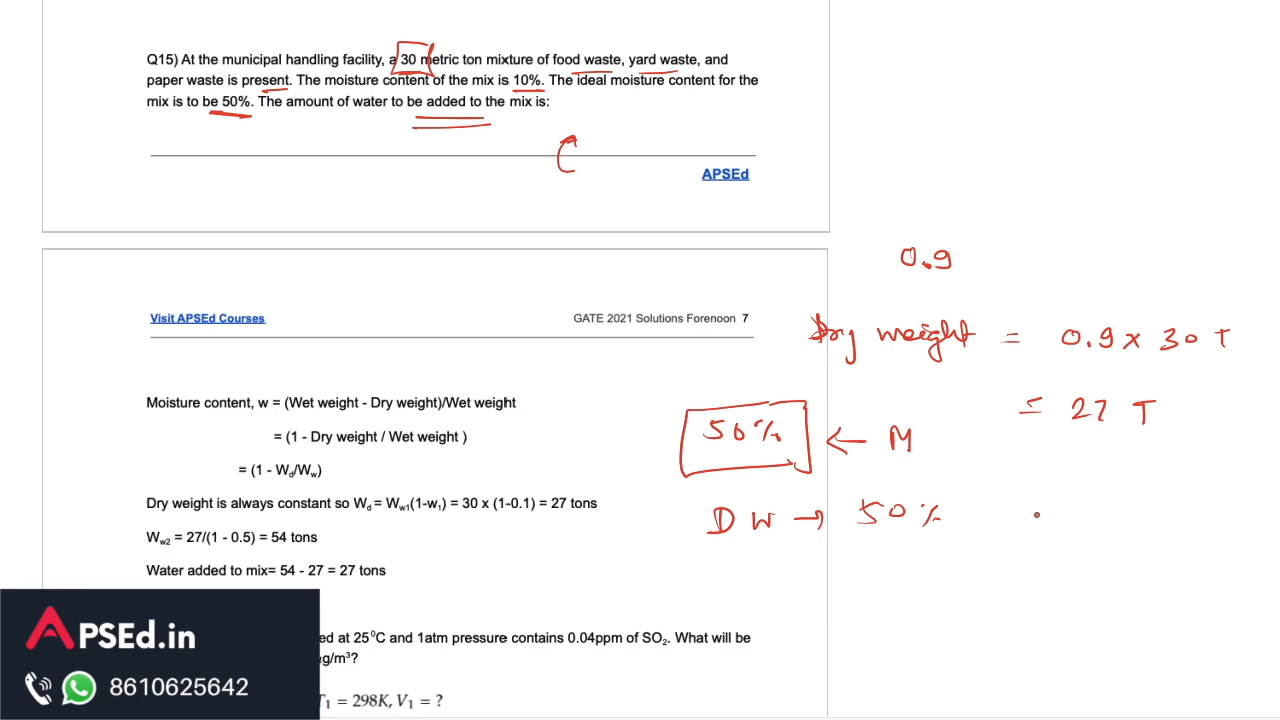 Q15) At the municipal handling facility, a 30 metric ton mixture of food waste, yard waste, and
paper waste is present. The moisture content of the mix is 10%. The ideal moisture content for the
mix is to be 50%. The amount of water to be added to the mix is:
APSEd
0.9
Visit APSEd Courses
GATE 2021 Solutions Forenoon 7
Dry weight = 0.9 x 30 T
= 27 T
Moisture content, w = (Wet weight - Dry weight)/Wet weight
= (1 - Dry weight / Wet weight )
= (1 - Wd/Ww)
50% ← M
Dry weight is always constant so Wd = Ww1(1-w1) = 30 x (1-0.1) = 27 tons
D W → 50%
Ww2 = 27/(1 - 0.5) = 54 tons
Water added to mix= 54 - 27 = 27 tons
ed at 25⁰C and 1atm pressure contains 0.04ppm of SO₂. What will be
g/m³?
T₁ = 298K, V₁ = ?
APSEd.in
8610625642